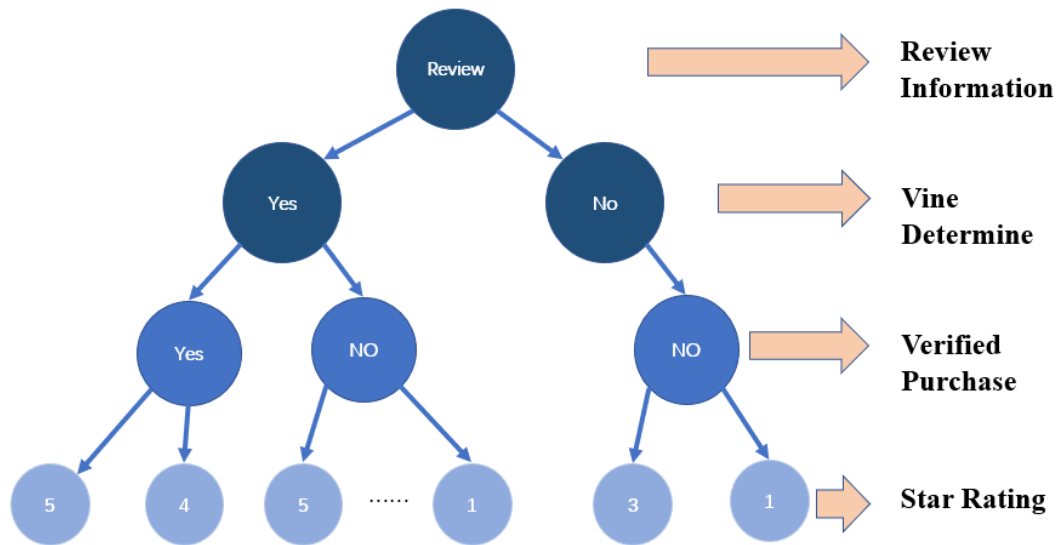 Review
Review
Information
Yes
No
Vine
Determine
Yes
NO
NO
Verified
Purchase
5
4
5
......
1
3
1
Star Rating